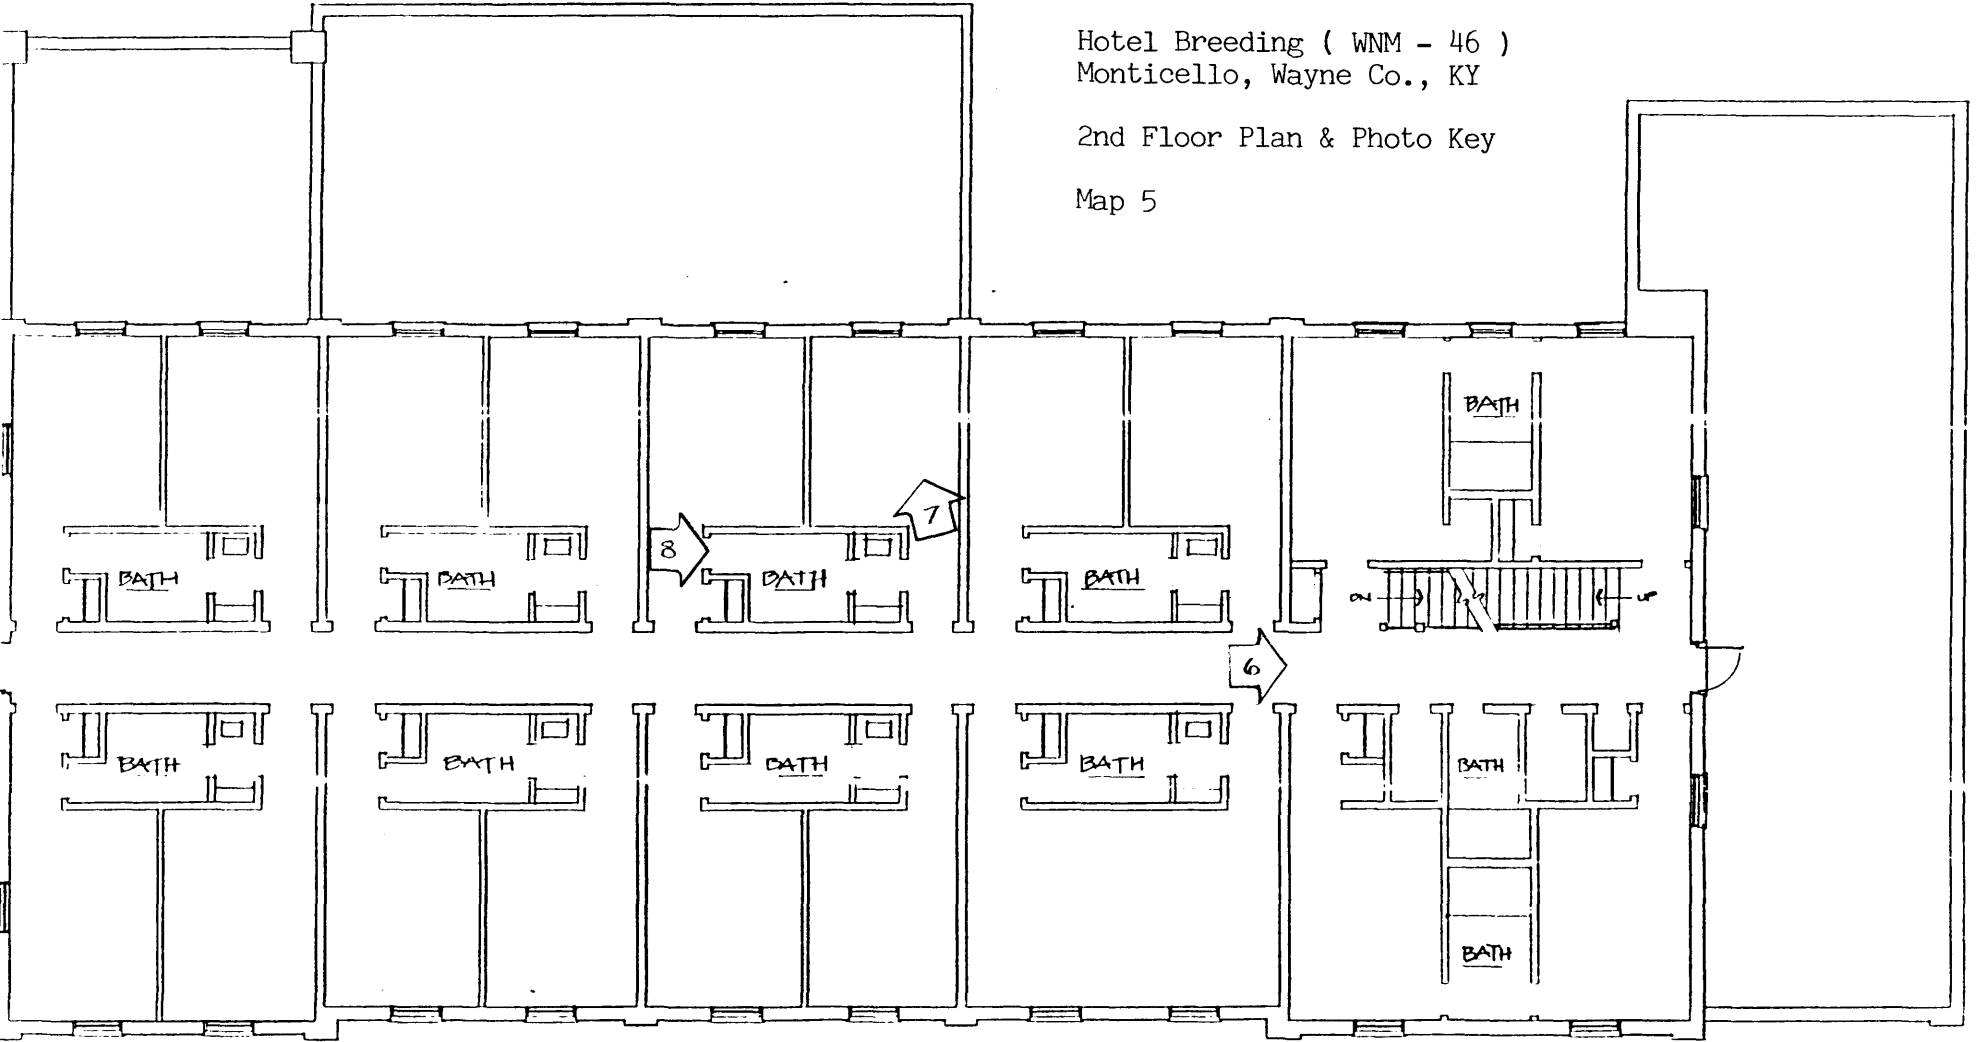 Hotel Breeding ( WNM - 46 )
Monticello, Wayne Co., KY
2nd Floor Plan & Photo Key
Map 5
BATH
7
8
BATH
BATH
BATH
BATH
DN
UP
6
BATH
BATH
BATH
BATH
BATH
BATH